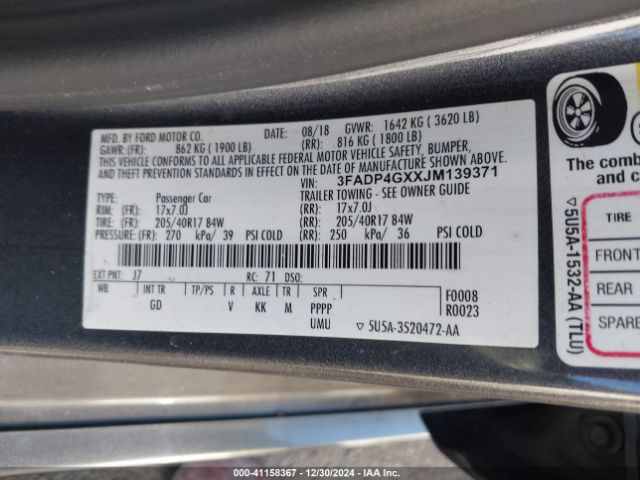 MFD. BY FORD MOTOR CO. DATE: 08/18 GVWR: 1642 KG ( 3620 LB)
GAWR: (FR): 862 KG ( 1900 LB) (RR): 816 KG ( 1800 LB)
THIS VEHICLE CONFORMS TO ALL APPLICABLE FEDERAL MOTOR VEHICLE SAFETY, BUMPER,
AND THEFT PREVENTION STANDARDS IN EFFECT ON THE DATE OF MANUFACTURE SHOWN ABOVE.
VIN: 3FADP4GXXJM139371
TYPE: Passenger Car TRAILER TOWING - SEE OWNER GUIDE
RIM: (FR): 17x7.0J (RR): 17x7.0J
TIRE: (FR): 205/40R17 84W (RR): 205/40R17 84W
PRESSURE: (FR): 270 kPa/ 39 PSI COLD (RR): 250 kPa/ 36 PSI COLD
EXT PNT: J7 RC: 71 DSO:
WB INT TR TP/PS R AXLE TR SPR F0008
GD V KK M PPPP R0023
UMU 5U5A-3520472-AA
The combi
cc
TIRE
FRONT
REAR
SPARE
5U5A-1532-AA (TLU)
000-41158367 - 12/30/2024 - IAA Inc.